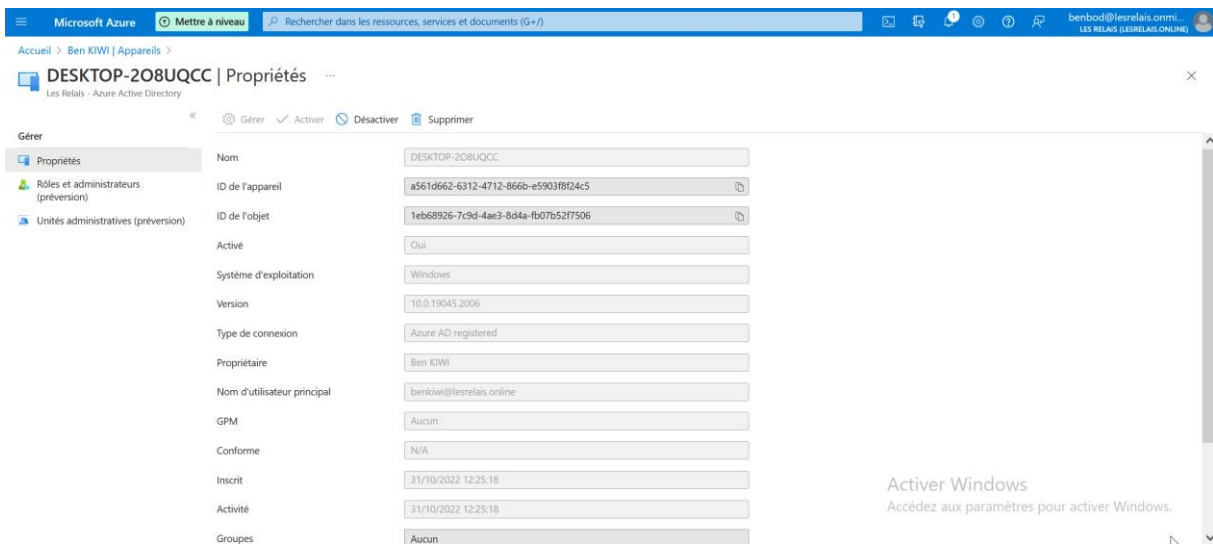 Microsoft Azure
Mettre à niveau
Rechercher dans les ressources, services et documents (G+/)
1
benbod@lesrelais.onmi...
LES RELAIS (LESRELAIS.ONLINE)
Accueil > Ben KIWI | Appareils >
DESKTOP-2O8UQCC | Propriétés ...
Les Relais - Azure Active Directory
Gérer Activer Désactiver Supprimer
Gérer
Propriétés
Rôles et administrateurs
(préversion)
Unités administratives (préversion)
Nom DESKTOP-2O8UQCC
ID de l'appareil a561d662-6312-4712-866b-e5903f8f24c5
ID de l'objet 1eb68926-7c9d-4ae3-8d4a-fb07b52f7506
Activé Oui
Système d'exploitation Windows
Version 10.0.19045.2006
Type de connexion Azure AD registered
Propriétaire Ben KIWI
Nom d'utilisateur principal benkiwi@lesrelais.online
GPM Aucun
Conforme N/A
Inscrit 31/10/2022 12:25:18
Activité 31/10/2022 12:25:18
Groupes Aucun
Activer Windows
Accédez aux paramètres pour activer Windows.